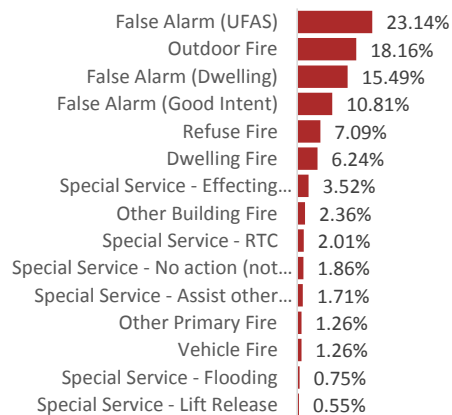 False Alarm (UFAS) 23.14%
Outdoor Fire 18.16%
False Alarm (Dwelling) 15.49%
False Alarm (Good Intent) 10.81%
Refuse Fire 7.09%
Dwelling Fire 6.24%
Special Service - Effecting... 3.52%
Other Building Fire 2.36%
Special Service - RTC 2.01%
Special Service - No action (not... 1.86%
Special Service - Assist other... 1.71%
Other Primary Fire 1.26%
Vehicle Fire 1.26%
Special Service - Flooding 0.75%
Special Service - Lift Release 0.55%